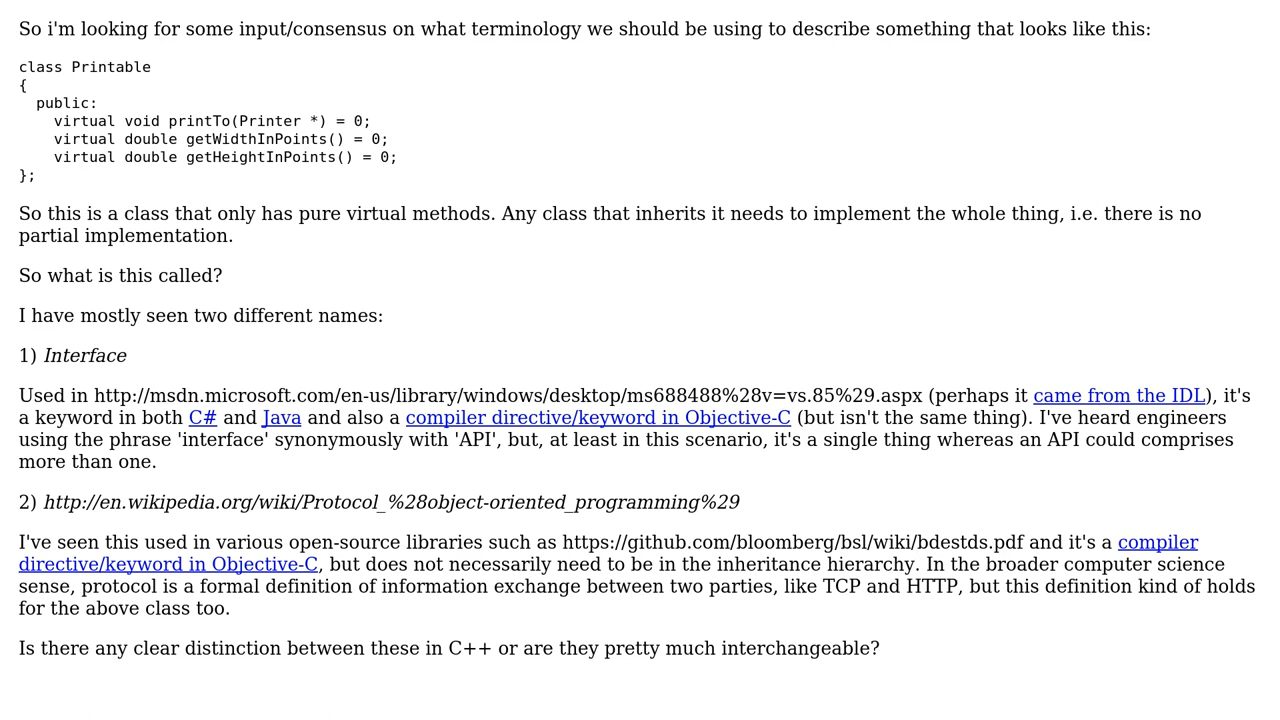 So i'm looking for some input/consensus on what terminology we should be using to describe something that looks like this:
class Printable
{
  public:
    virtual void printTo(Printer *) = 0;
    virtual double getWidthInPoints() = 0;
    virtual double getHeightInPoints() = 0;
};
So this is a class that only has pure virtual methods. Any class that inherits it needs to implement the whole thing, i.e. there is no
partial implementation.
So what is this called?
I have mostly seen two different names:
1) Interface
Used in http://msdn.microsoft.com/en-us/library/windows/desktop/ms688488%28v=vs.85%29.aspx (perhaps it came from the IDL), it's
a keyword in both C# and Java and also a compiler directive/keyword in Objective-C (but isn't the same thing). I've heard engineers
using the phrase 'interface' synonymously with 'API', but, at least in this scenario, it's a single thing whereas an API could comprises
more than one.
2) http://en.wikipedia.org/wiki/Protocol_%28object-oriented_programming%29
I've seen this used in various open-source libraries such as https://github.com/bloomberg/bsl/wiki/bdestds.pdf and it's a compiler
directive/keyword in Objective-C, but does not necessarily need to be in the inheritance hierarchy. In the broader computer science
sense, protocol is a formal definition of information exchange between two parties, like TCP and HTTP, but this definition kind of holds
for the above class too.
Is there any clear distinction between these in C++ or are they pretty much interchangeable?